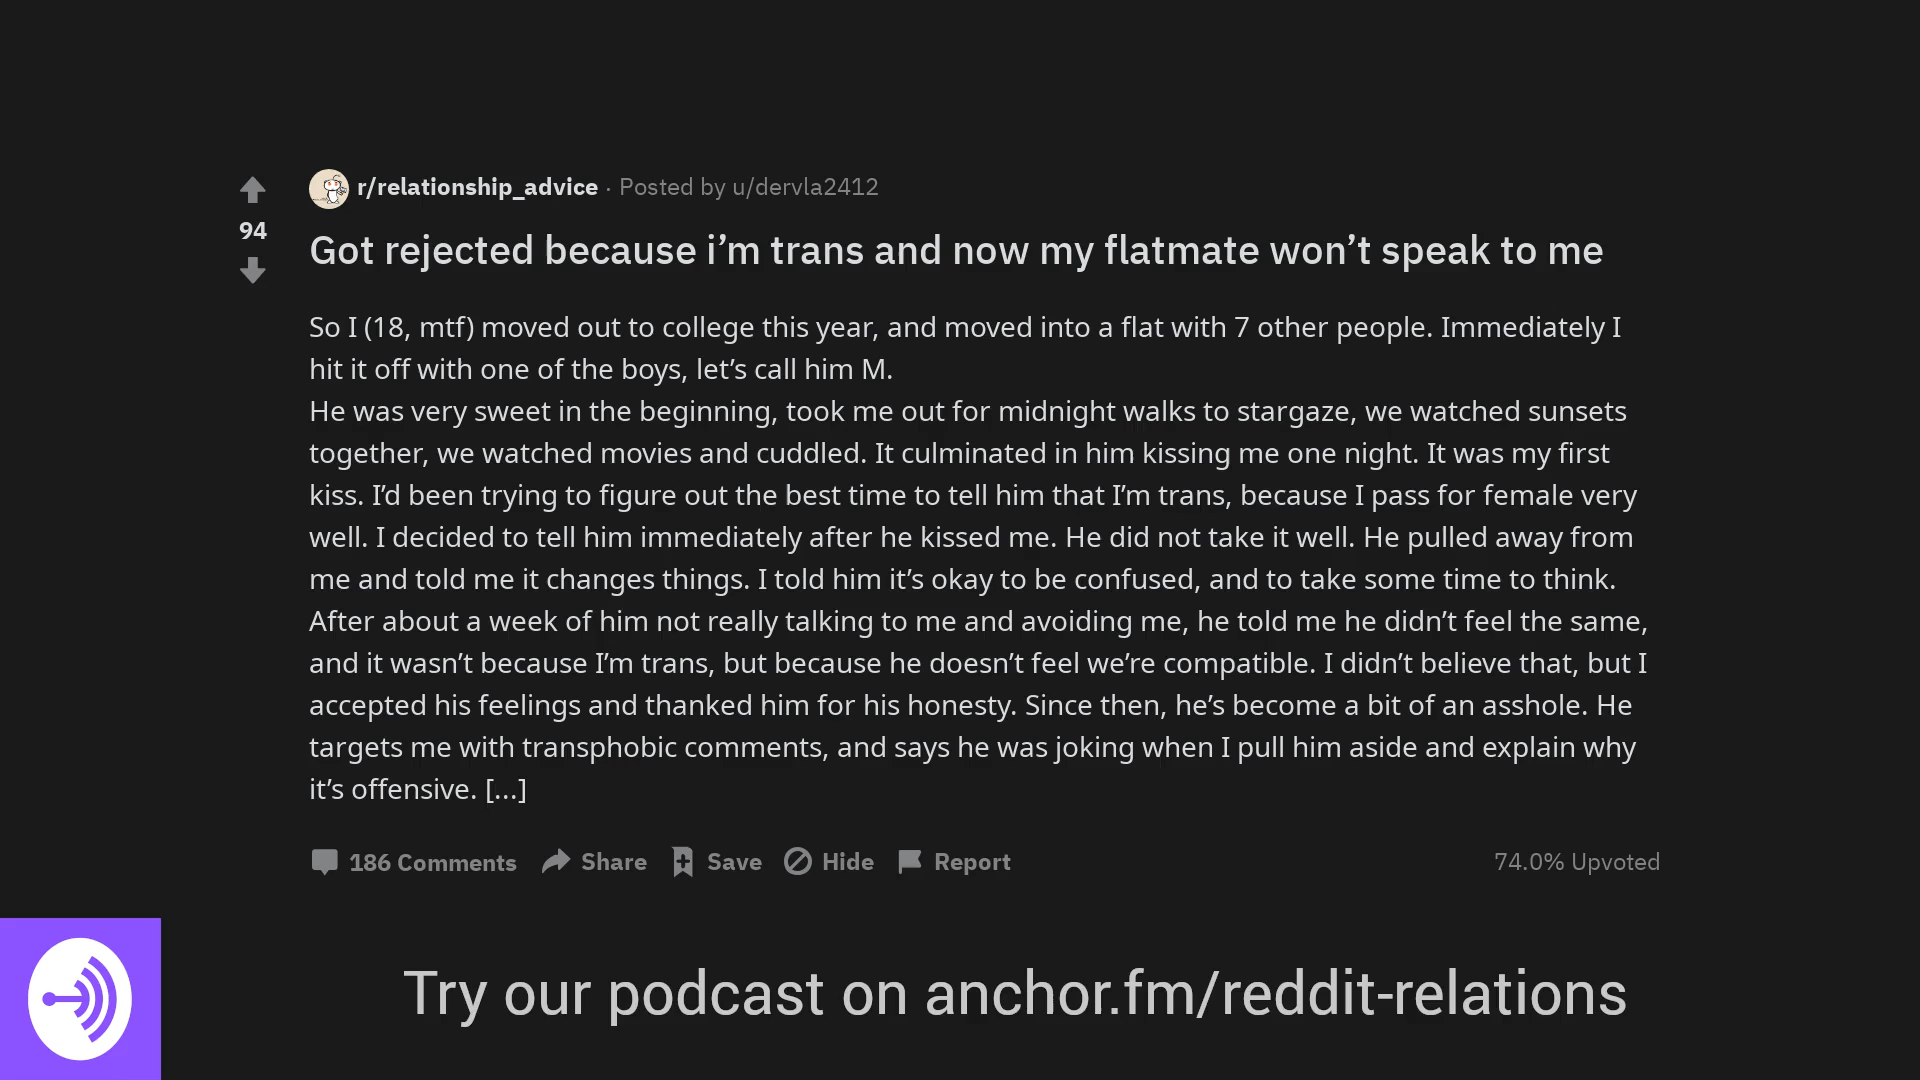 r/relationship_advice · Posted by u/dervla2412
94
Got rejected because i’m trans and now my flatmate won’t speak to me
So I (18, mtf) moved out to college this year, and moved into a flat with 7 other people. Immediately I
hit it off with one of the boys, let’s call him M.
He was very sweet in the beginning, took me out for midnight walks to stargaze, we watched sunsets
together, we watched movies and cuddled. It culminated in him kissing me one night. It was my first
kiss. I’d been trying to figure out the best time to tell him that I’m trans, because I pass for female very
well. I decided to tell him immediately after he kissed me. He did not take it well. He pulled away from
me and told me it changes things. I told him it’s okay to be confused, and to take some time to think.
After about a week of him not really talking to me and avoiding me, he told me he didn’t feel the same,
and it wasn’t because I’m trans, but because he doesn’t feel we’re compatible. I didn’t believe that, but I
accepted his feelings and thanked him for his honesty. Since then, he’s become a bit of an asshole. He
targets me with transphobic comments, and says he was joking when I pull him aside and explain why
it’s offensive. [...]
186 Comments Share Save Hide Report 74.0% Upvoted
Try our podcast on anchor.fm/reddit-relations